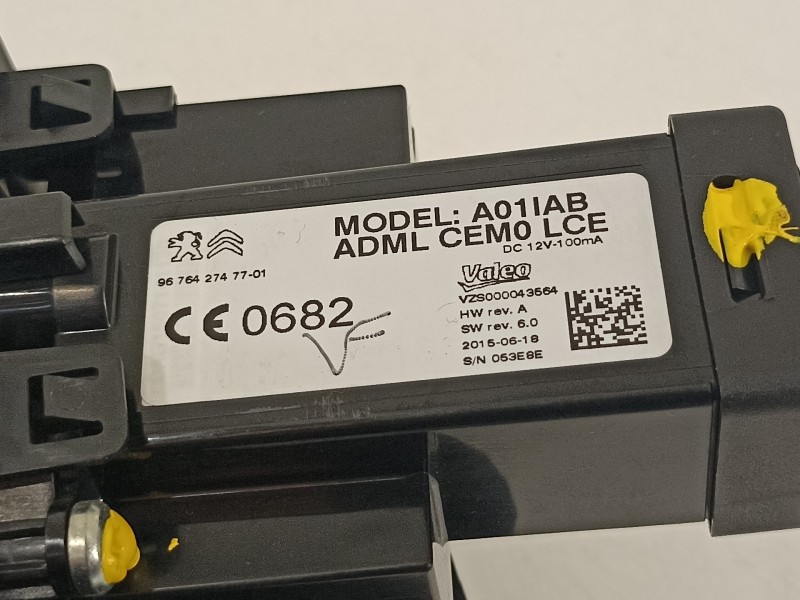 MODEL: A01IAB
ADML CEM0 LCE
DC 12V-100mA
96 764 274 77-01
CE 0682
Valeo
VZS000043564
HW rev. A
SW rev. 6.0
2015-06-18
S/N 053E8E